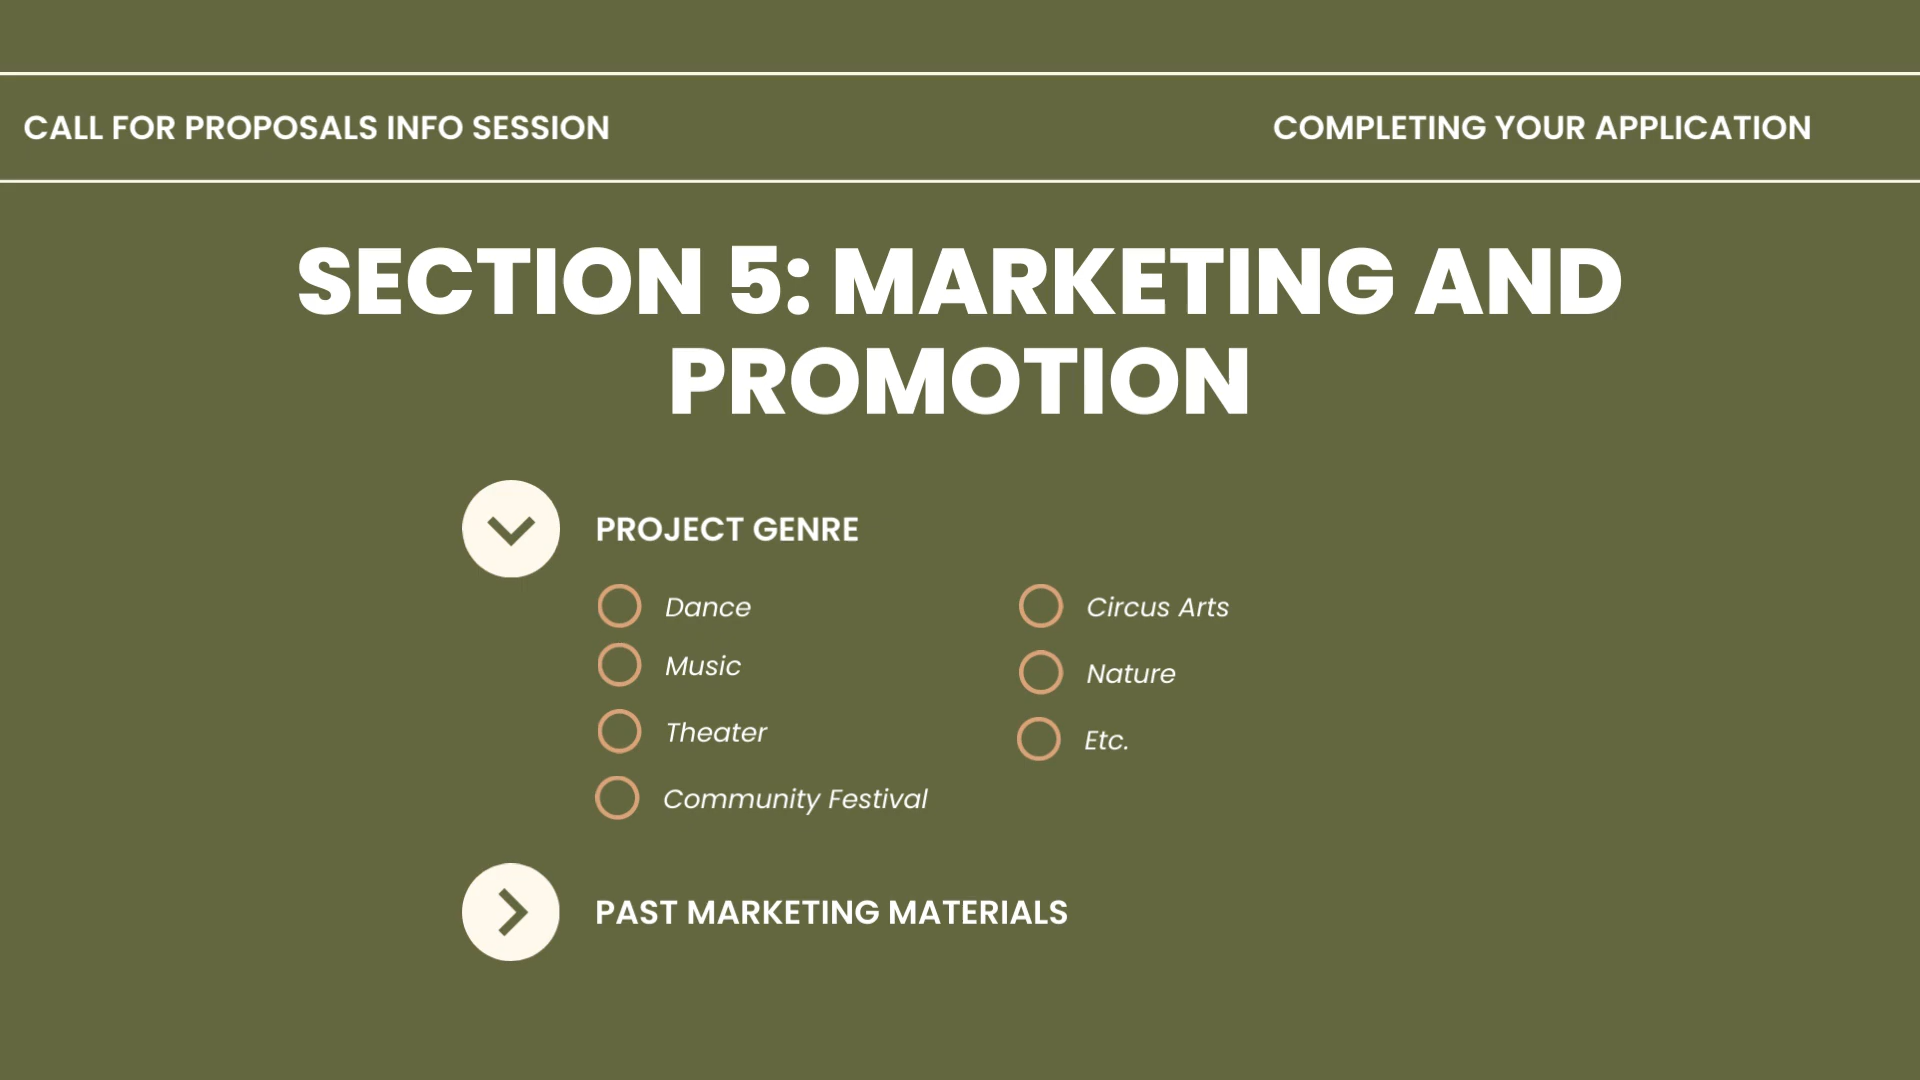 CALL FOR PROPOSALS INFO SESSION
COMPLETING YOUR APPLICATION
SECTION 5: MARKETING AND
PROMOTION
PROJECT GENRE
Dance
Music
Theater
Community Festival
Circus Arts
Nature
Etc.
PAST MARKETING MATERIALS